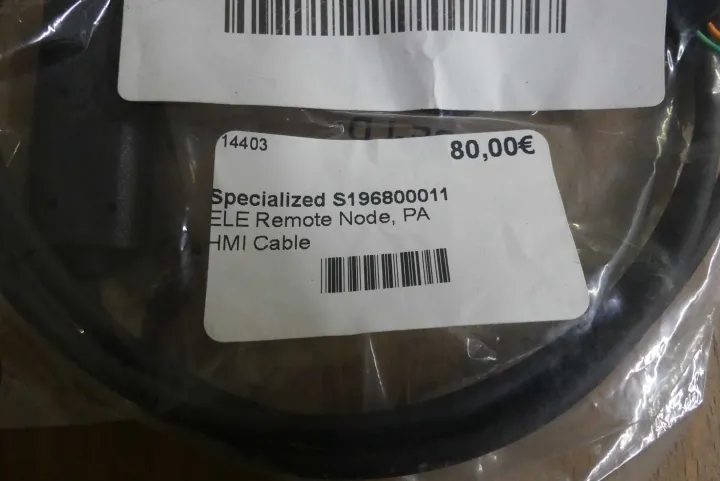 14403
80,00€
Specialized S196800011
ELE Remote Node, PA
HMI Cable